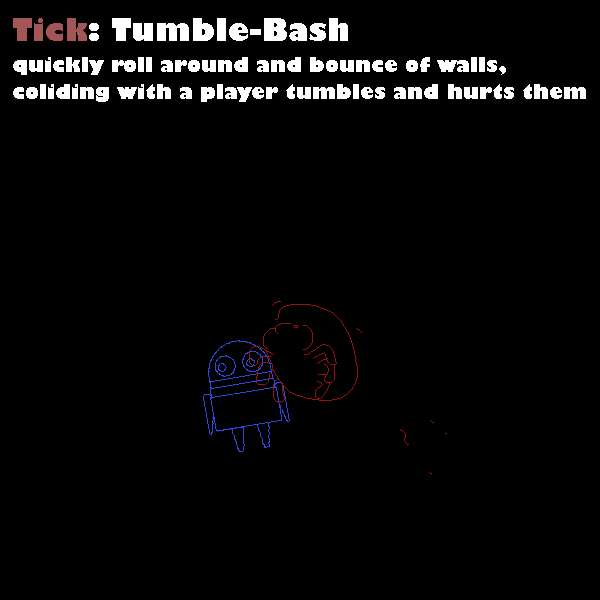 Tick: Tumble-Bash
quickly roll around and bounce of walls,
coliding with a player tumbles and hurts them